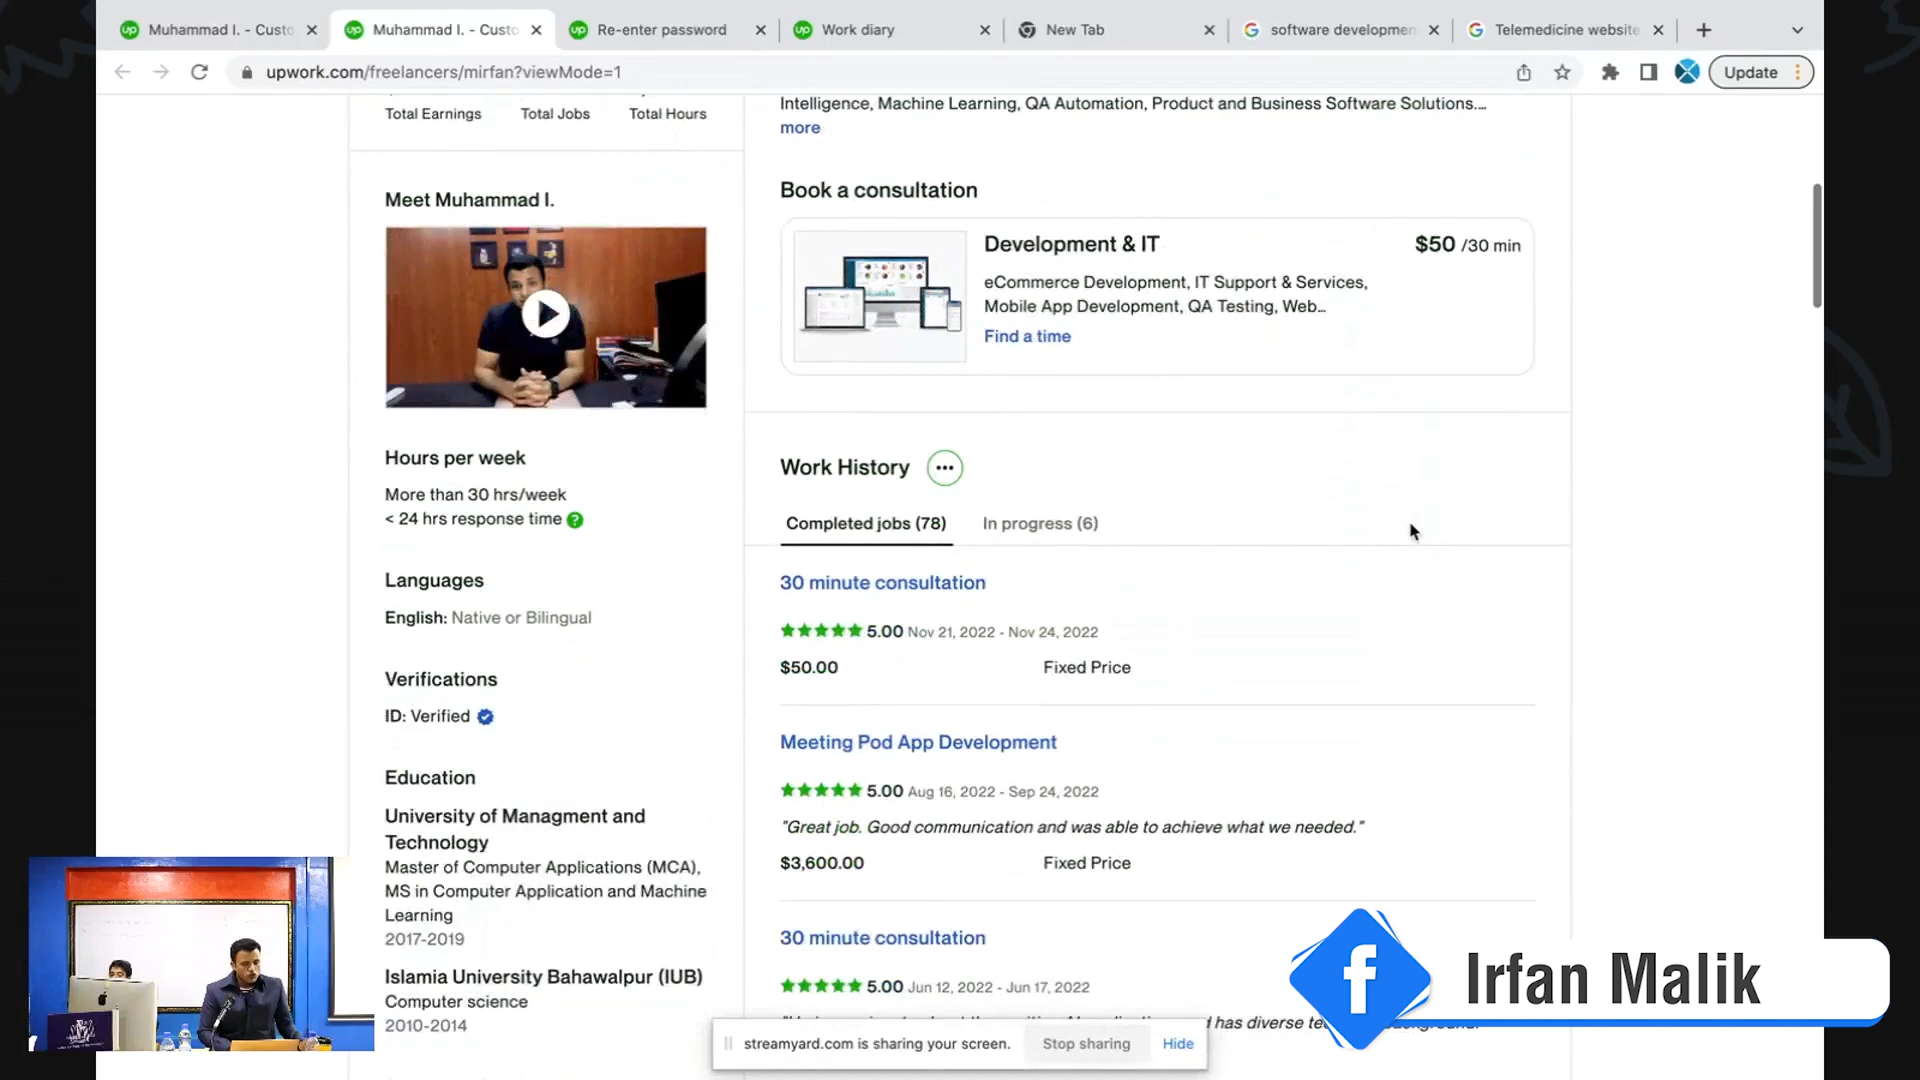 Muhammad I. - Custo
Muhammad I. - Custo
Re-enter password
Work diary
New Tab
software developmen
Telemedicine website
upwork.com/freelancers/mirfan?viewMode=1
Update
Total Earnings
Total Jobs
Total Hours
Meet Muhammad I.
Hours per week
More than 30 hrs/week
< 24 hrs response time
Languages
English: Native or Bilingual
Verifications
ID: Verified
Education
University of Managment and
Technology
Master of Computer Applications (MCA),
MS in Computer Application and Machine
Learning
2017-2019
Islamia University Bahawalpur (IUB)
Computer science
2010-2014
Intelligence, Machine Learning, QA Automation, Product and Business Software Solutions....
more
Book a consultation
Development & IT
$50 /30 min
eCommerce Development, IT Support & Services,
Mobile App Development, QA Testing, Web...
Find a time
Work History
Completed jobs (78)
In progress (6)
30 minute consultation
5.00 Nov 21, 2022 - Nov 24, 2022
$50.00
Fixed Price
Meeting Pod App Development
5.00 Aug 16, 2022 - Sep 24, 2022
"Great job. Good communication and was able to achieve what we needed."
$3,600.00
Fixed Price
30 minute consultation
5.00 Jun 12, 2022 - Jun 17, 2022
has diverse
streamyard.com is sharing your screen.
Stop sharing
Hide
Irfan Malik